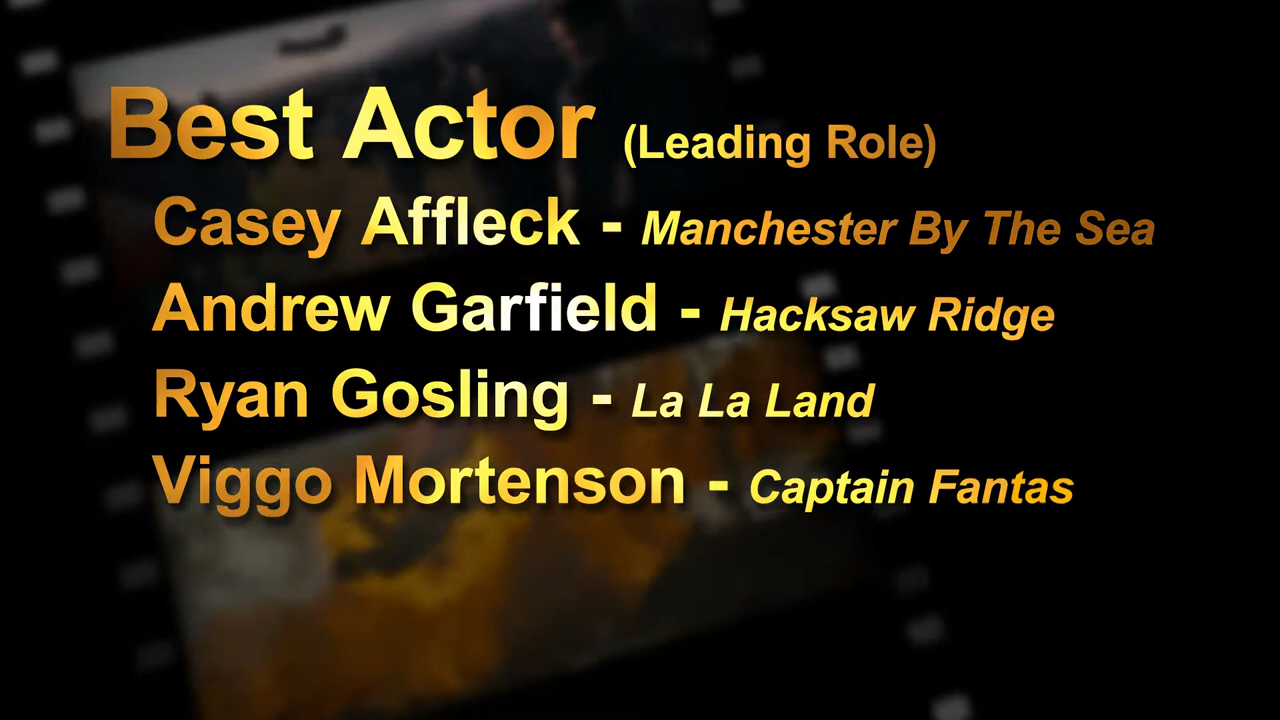 Best Actor (Leading Role)
Casey Affleck - Manchester By The Sea
Andrew Garfield - Hacksaw Ridge
Ryan Gosling - La La Land
Viggo Mortenson - Captain Fantas